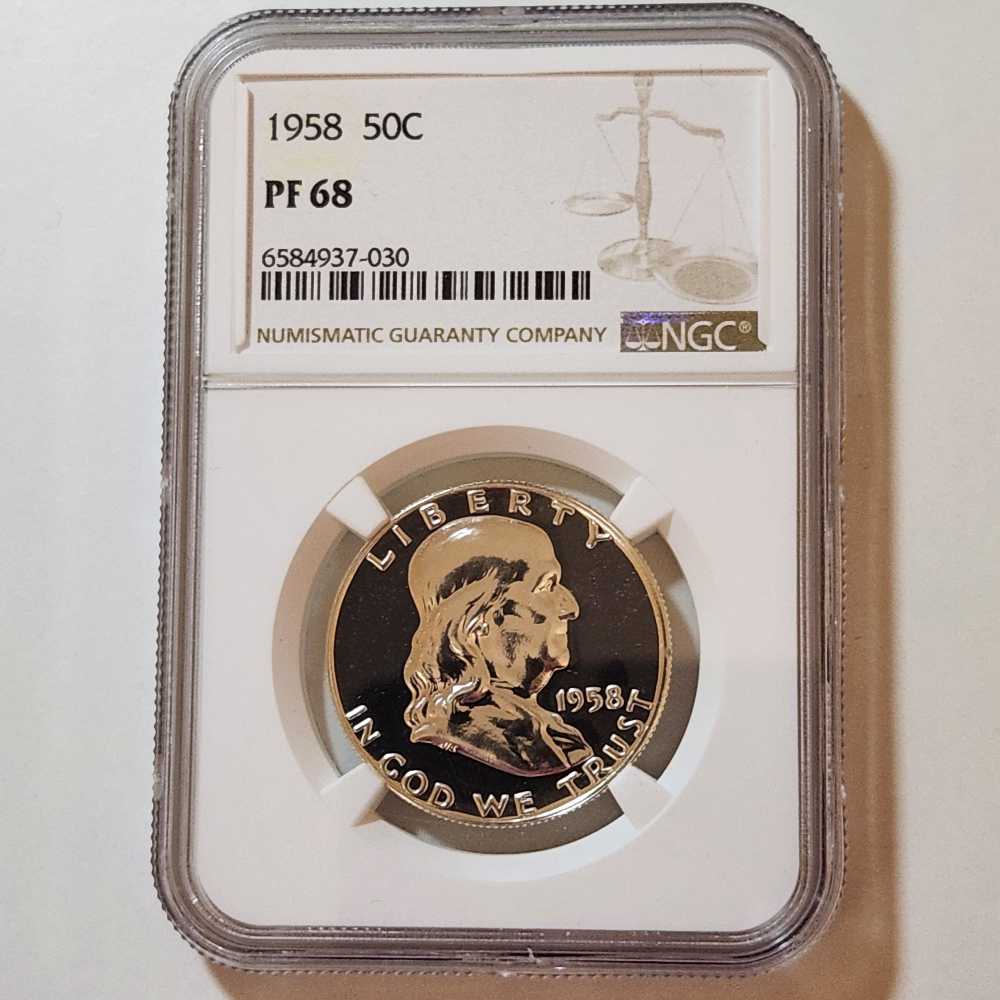 1958 50C
PF 68
6584937-030
NUMISMATIC GUARANTY COMPANY NGC®
LIBERTY
1958
IN GOD WE TRUST